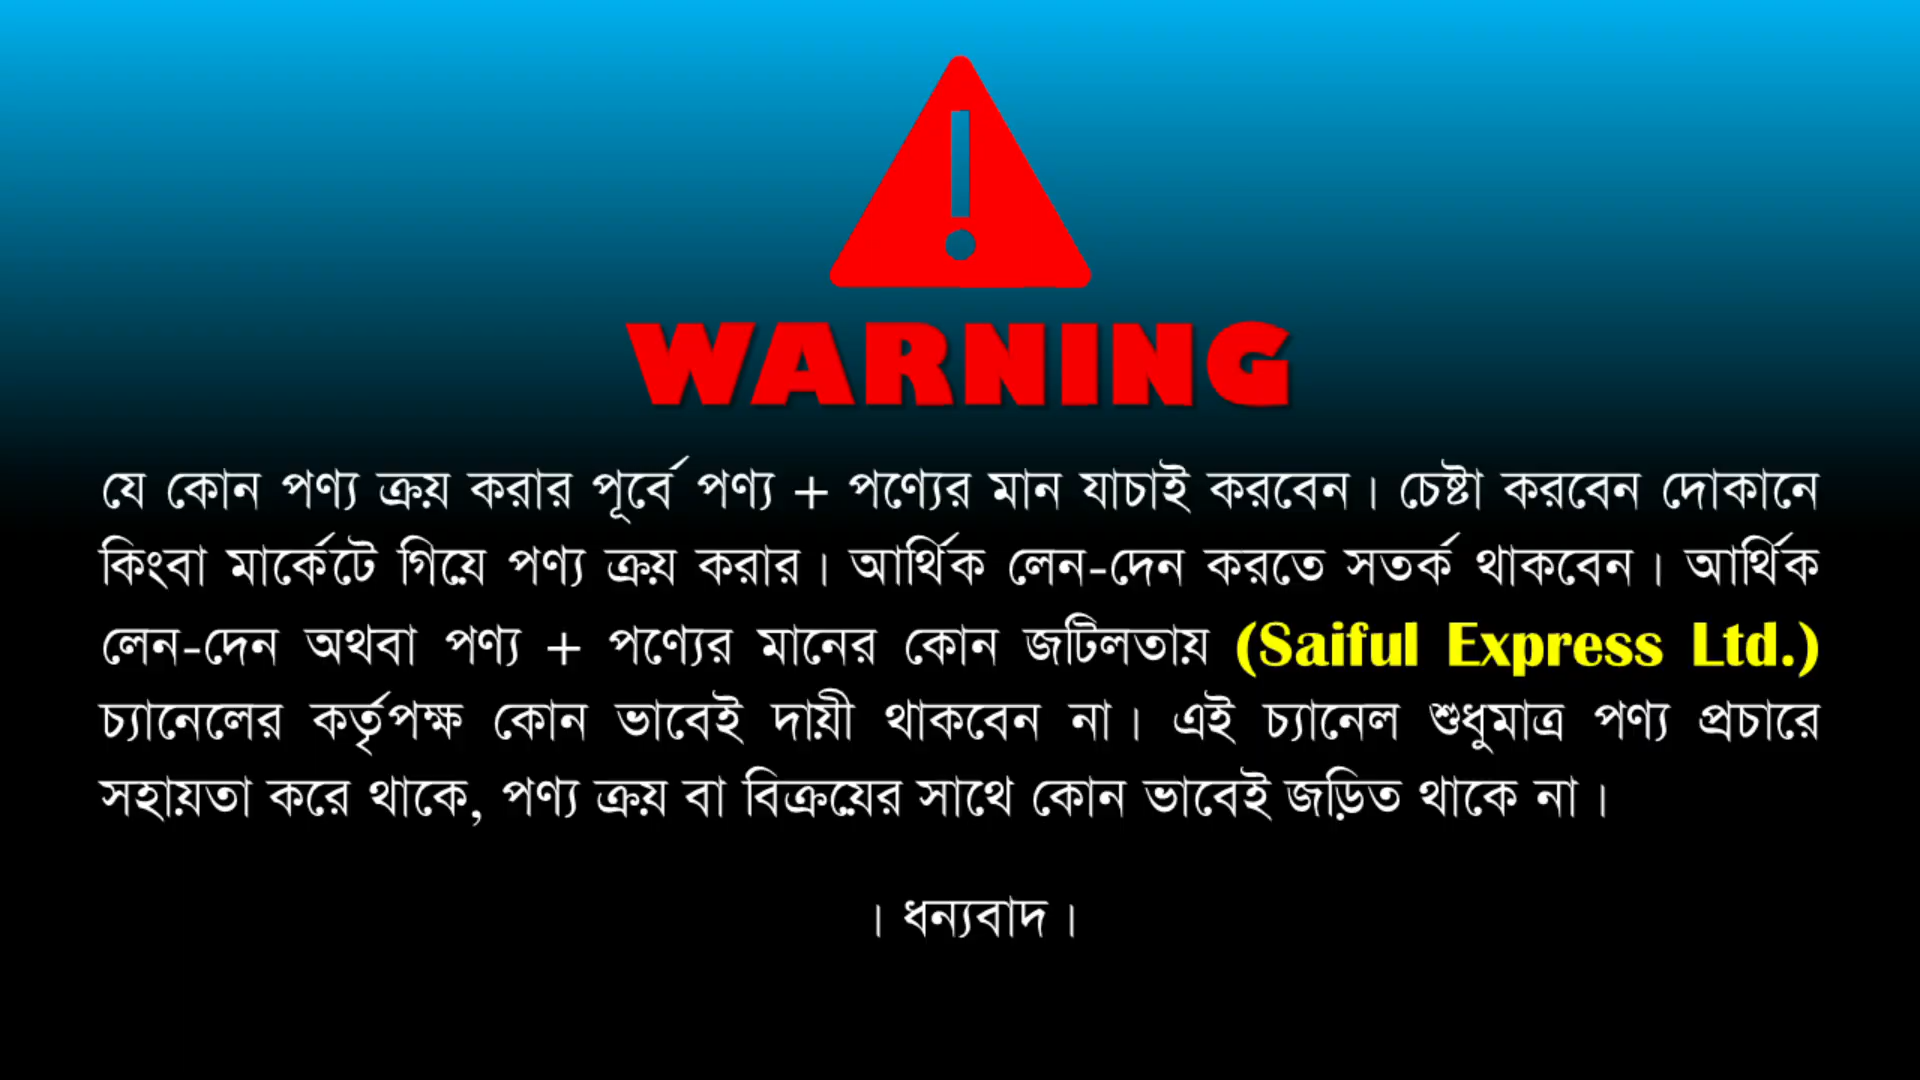 WARNING
যে কোন পণ্য ক্রয় করার পূর্বে পণ্য + পণ্যের মান যাচাই করবেন। চেষ্টা করবেন দোকানে
কিংবা মার্কেটে গিয়ে পণ্য ক্রয় করার। আর্থিক লেন-দেন করতে সতর্ক থাকবেন। আর্থিক
লেন-দেন অথবা পণ্য + পণ্যের মানের কোন জটিলতায় (Saiful Express Ltd.)
চ্যানেলের কর্তৃপক্ষ কোন ভাবেই দায়ী থাকবেন না। এই চ্যানেল শুধুমাত্র পণ্য প্রচারে
সহায়তা করে থাকে, পণ্য ক্রয় বা বিক্রয়ের সাথে কোন ভাবেই জড়িত থাকে না।
। ধন্যবাদ।